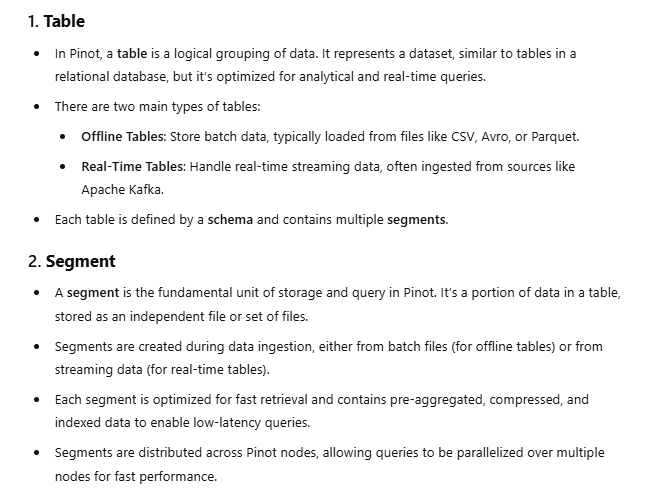 1. Table
• In Pinot, a table is a logical grouping of data. It represents a dataset, similar to tables in a
relational database, but it's optimized for analytical and real-time queries.
• There are two main types of tables:
• Offline Tables: Store batch data, typically loaded from files like CSV, Avro, or Parquet.
• Real-Time Tables: Handle real-time streaming data, often ingested from sources like
Apache Kafka.
• Each table is defined by a schema and contains multiple segments.
2. Segment
• A segment is the fundamental unit of storage and query in Pinot. It's a portion of data in a table,
stored as an independent file or set of files.
• Segments are created during data ingestion, either from batch files (for offline tables) or from
streaming data (for real-time tables).
• Each segment is optimized for fast retrieval and contains pre-aggregated, compressed, and
indexed data to enable low-latency queries.
• Segments are distributed across Pinot nodes, allowing queries to be parallelized over multiple
nodes for fast performance.